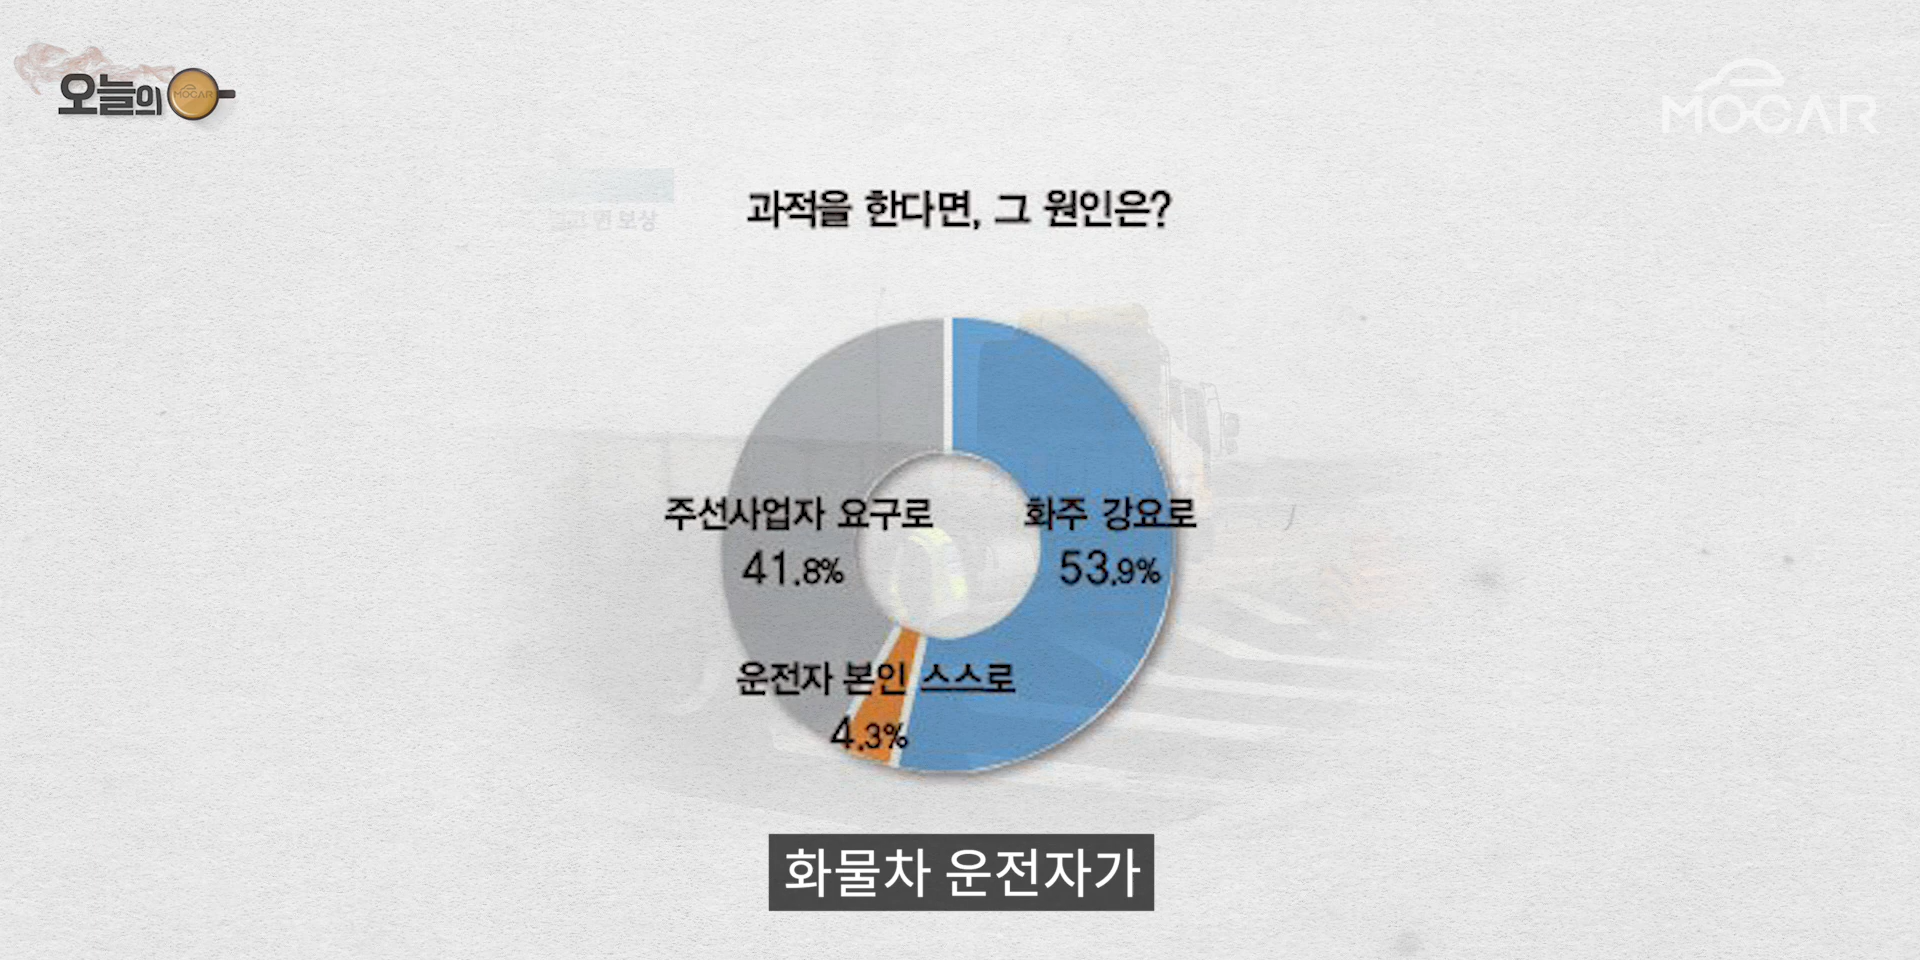 오늘의
MOCAR
MOCAR
과적을 한다면, 그 원인은?
주선사업자 요구로
41.8%
화주 강요로
53.9%
운전자 본인 스스로
4.3%
화물차 운전자가